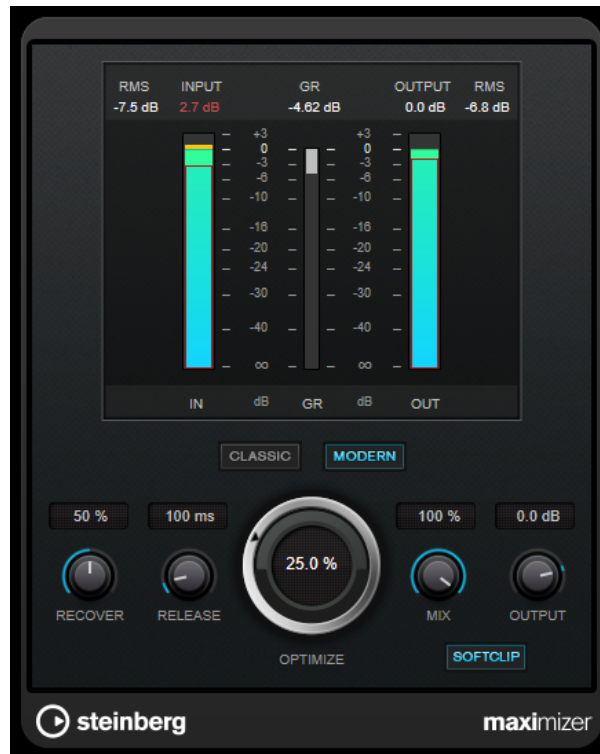 RMS INPUT GR OUTPUT RMS
-7.5 dB 2.7 dB -4.62 dB 0.0 dB -6.8 dB
+3 +3
0 0
-3 -3
-6 -6
-10 -10
-16 -16
-20 -20
-24 -24
-30 -30
-40 -40
∞ ∞
IN dB GR dB OUT
CLASSIC MODERN
50 % 100 ms 100 % 0.0 dB
25.0 %
RECOVER RELEASE MIX OUTPUT
OPTIMIZE SOFTCLIP
steinberg maximizer